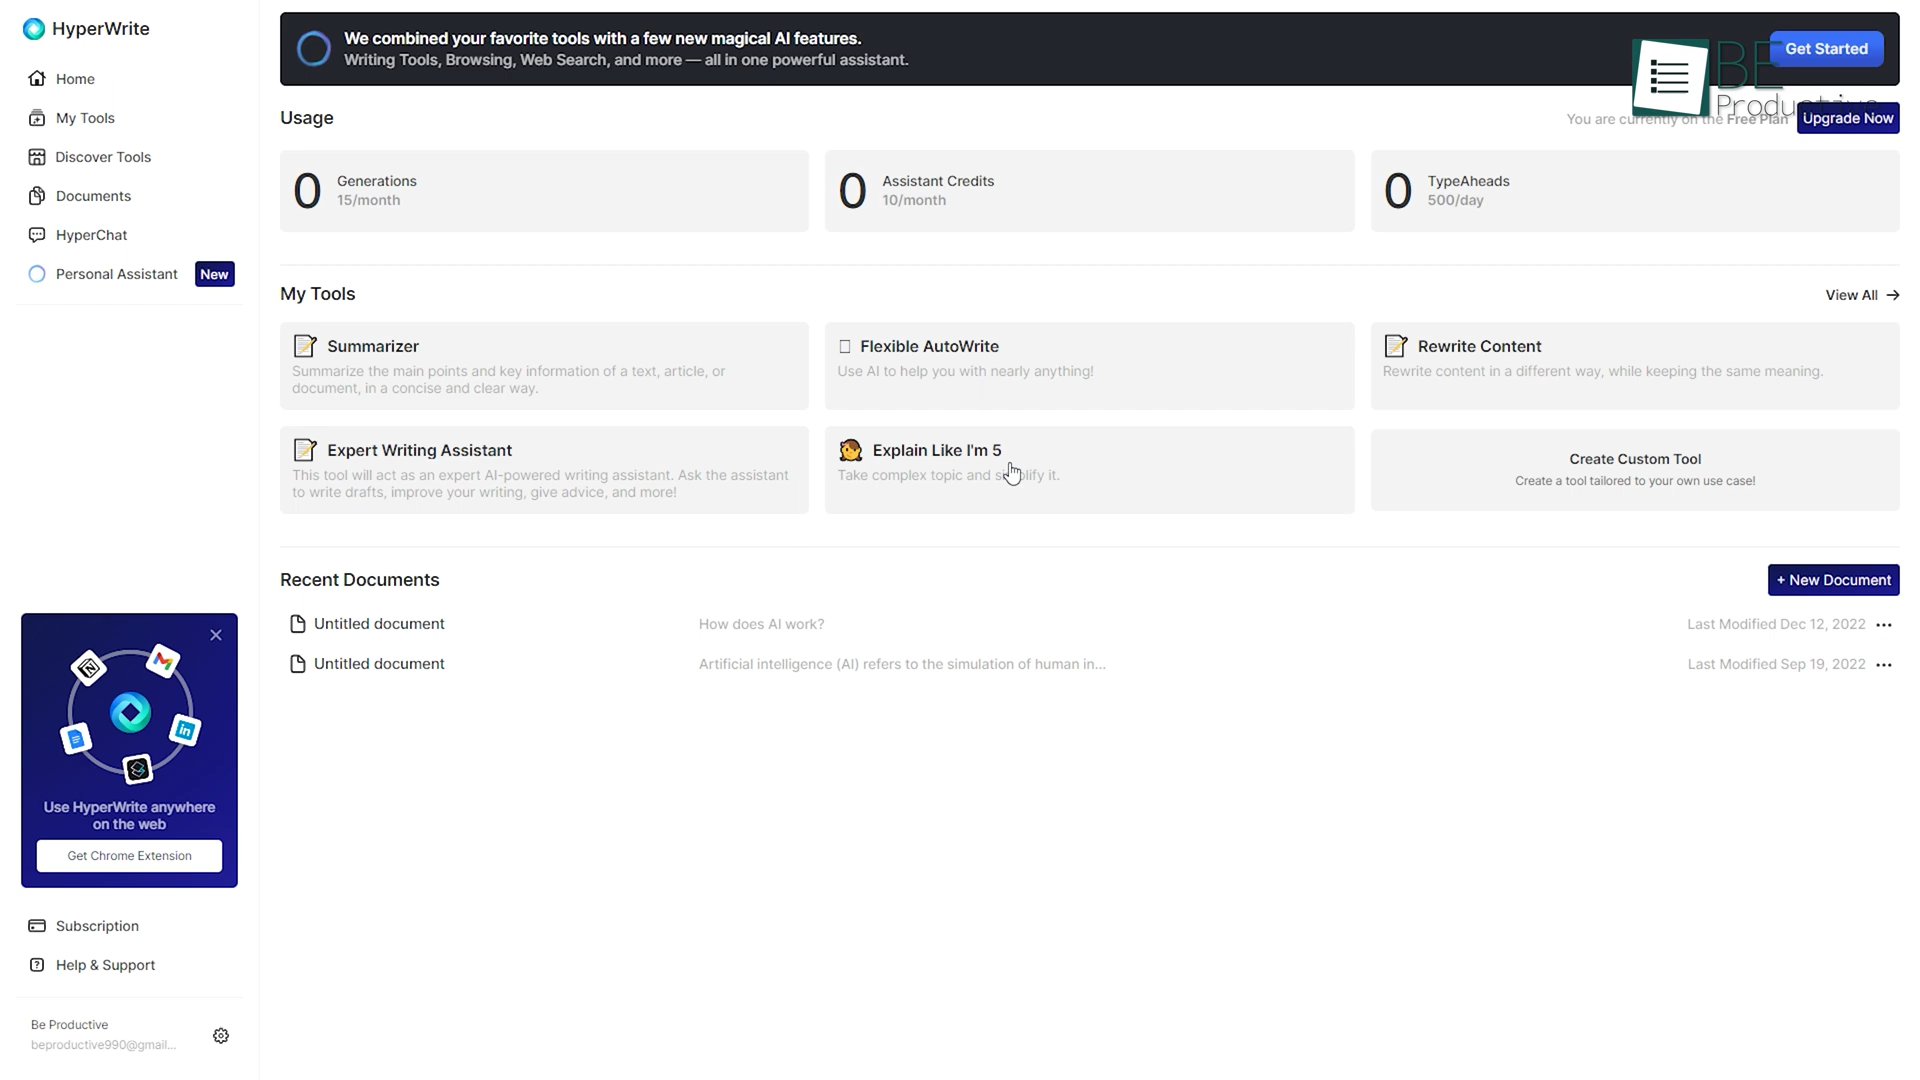 HyperWrite
Home
My Tools
Discover Tools
Documents
HyperChat
Personal Assistant New
We combined your favorite tools with a few new magical AI features.
Writing Tools, Browsing, Web Search, and more — all in one powerful assistant.
Get Started
BE
Productive
Usage
You are currently on the Free Plan
Upgrade Now
0 Generations
15/month
0 Assistant Credits
10/month
0 TypeAheads
500/day
My Tools
View All →
Summarizer
Summarize the main points and key information of a text, article, or
document, in a concise and clear way.
Flexible AutoWrite
Use AI to help you with nearly anything!
Rewrite Content
Rewrite content in a different way, while keeping the same meaning.
Expert Writing Assistant
This tool will act as an expert AI-powered writing assistant. Ask the assistant
to write drafts, improve your writing, give advice, and more!
Explain Like I'm 5
Take complex topic and simplify it.
Create Custom Tool
Create a tool tailored to your own use case!
Recent Documents
+ New Document
Untitled document How does AI work? Last Modified Dec 12, 2022 ...
Untitled document Artificial intelligence (AI) refers to the simulation of human in... Last Modified Sep 19, 2022 ...
Use HyperWrite anywhere
on the web
Get Chrome Extension
Subscription
Help & Support
Be Productive
beproductive990@gmail...